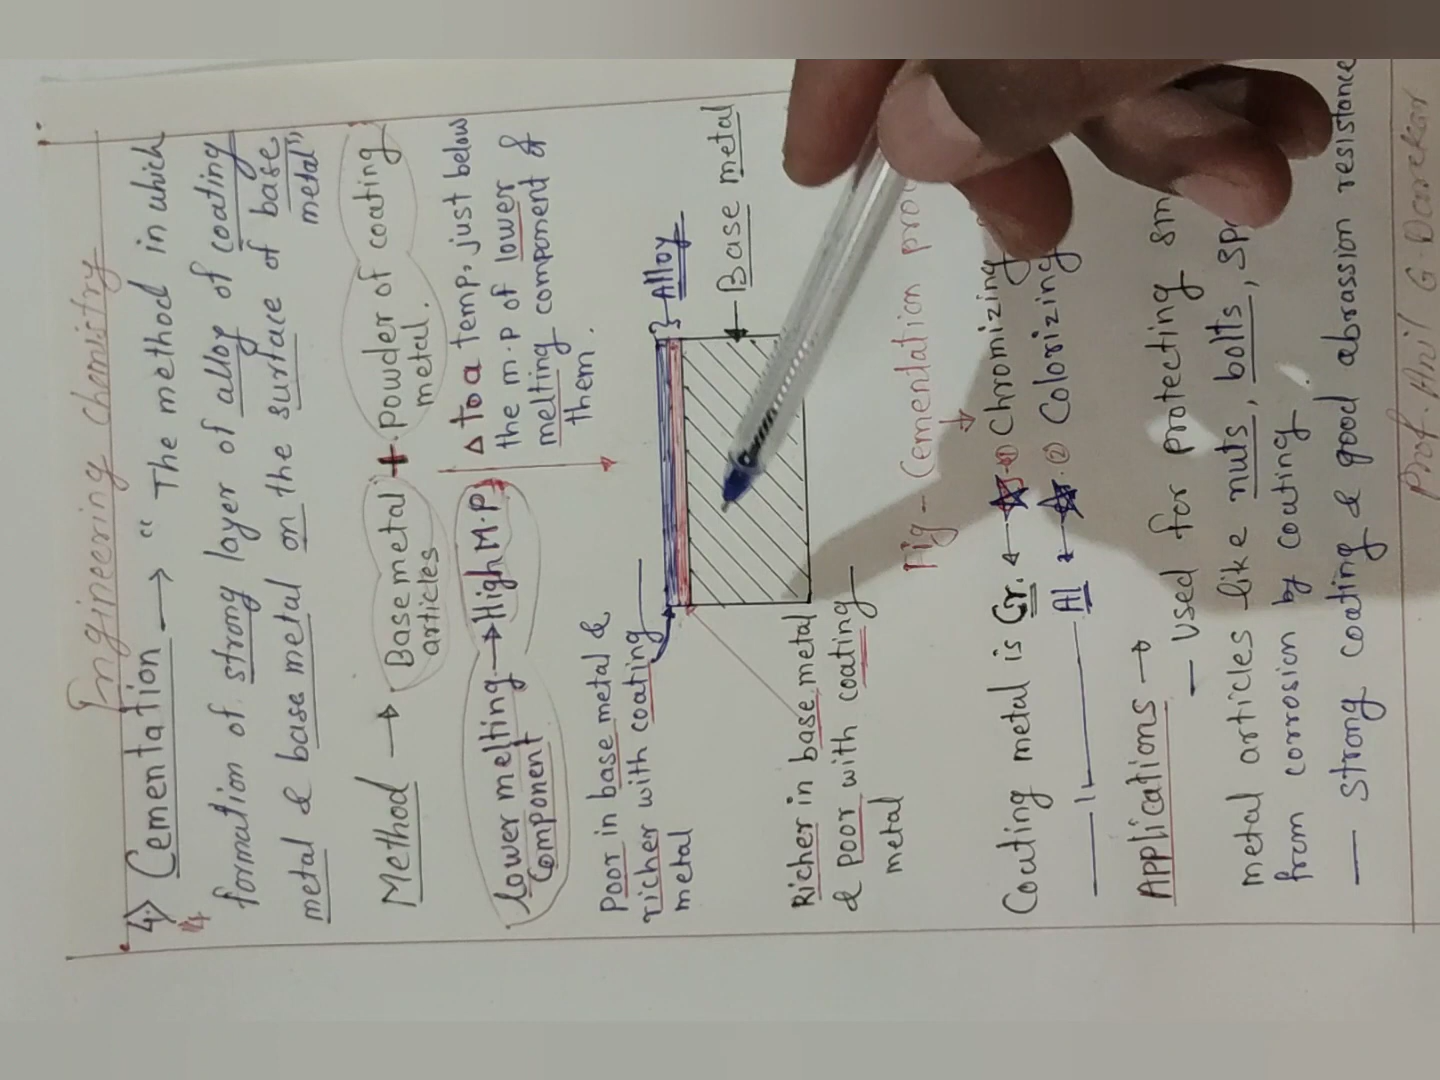 Engineering chemistry
4.> Cementation → " The method in which
formation of strong layer of alloy of coating
metal & base metal on the surface of base
metal"
Method → Base metal articles + powder of coating metal.
lower melting component → High M.P
Δ to a temp. just below
the m.p of lower
melting component of
them.
Poor in base metal &
richer with coating
metal
Alloy
Base metal
Richer in base metal
& poor with coating
metal
Fig - Cementation
Coating metal is Cr. ① Chromizing
Al ② Colorizing
Applications →
— used for protecting
metal articles like nuts, bolts,
from corrosion by coating.
— strong coating & good abrassion resistance
Prof. Anil G. Darekar